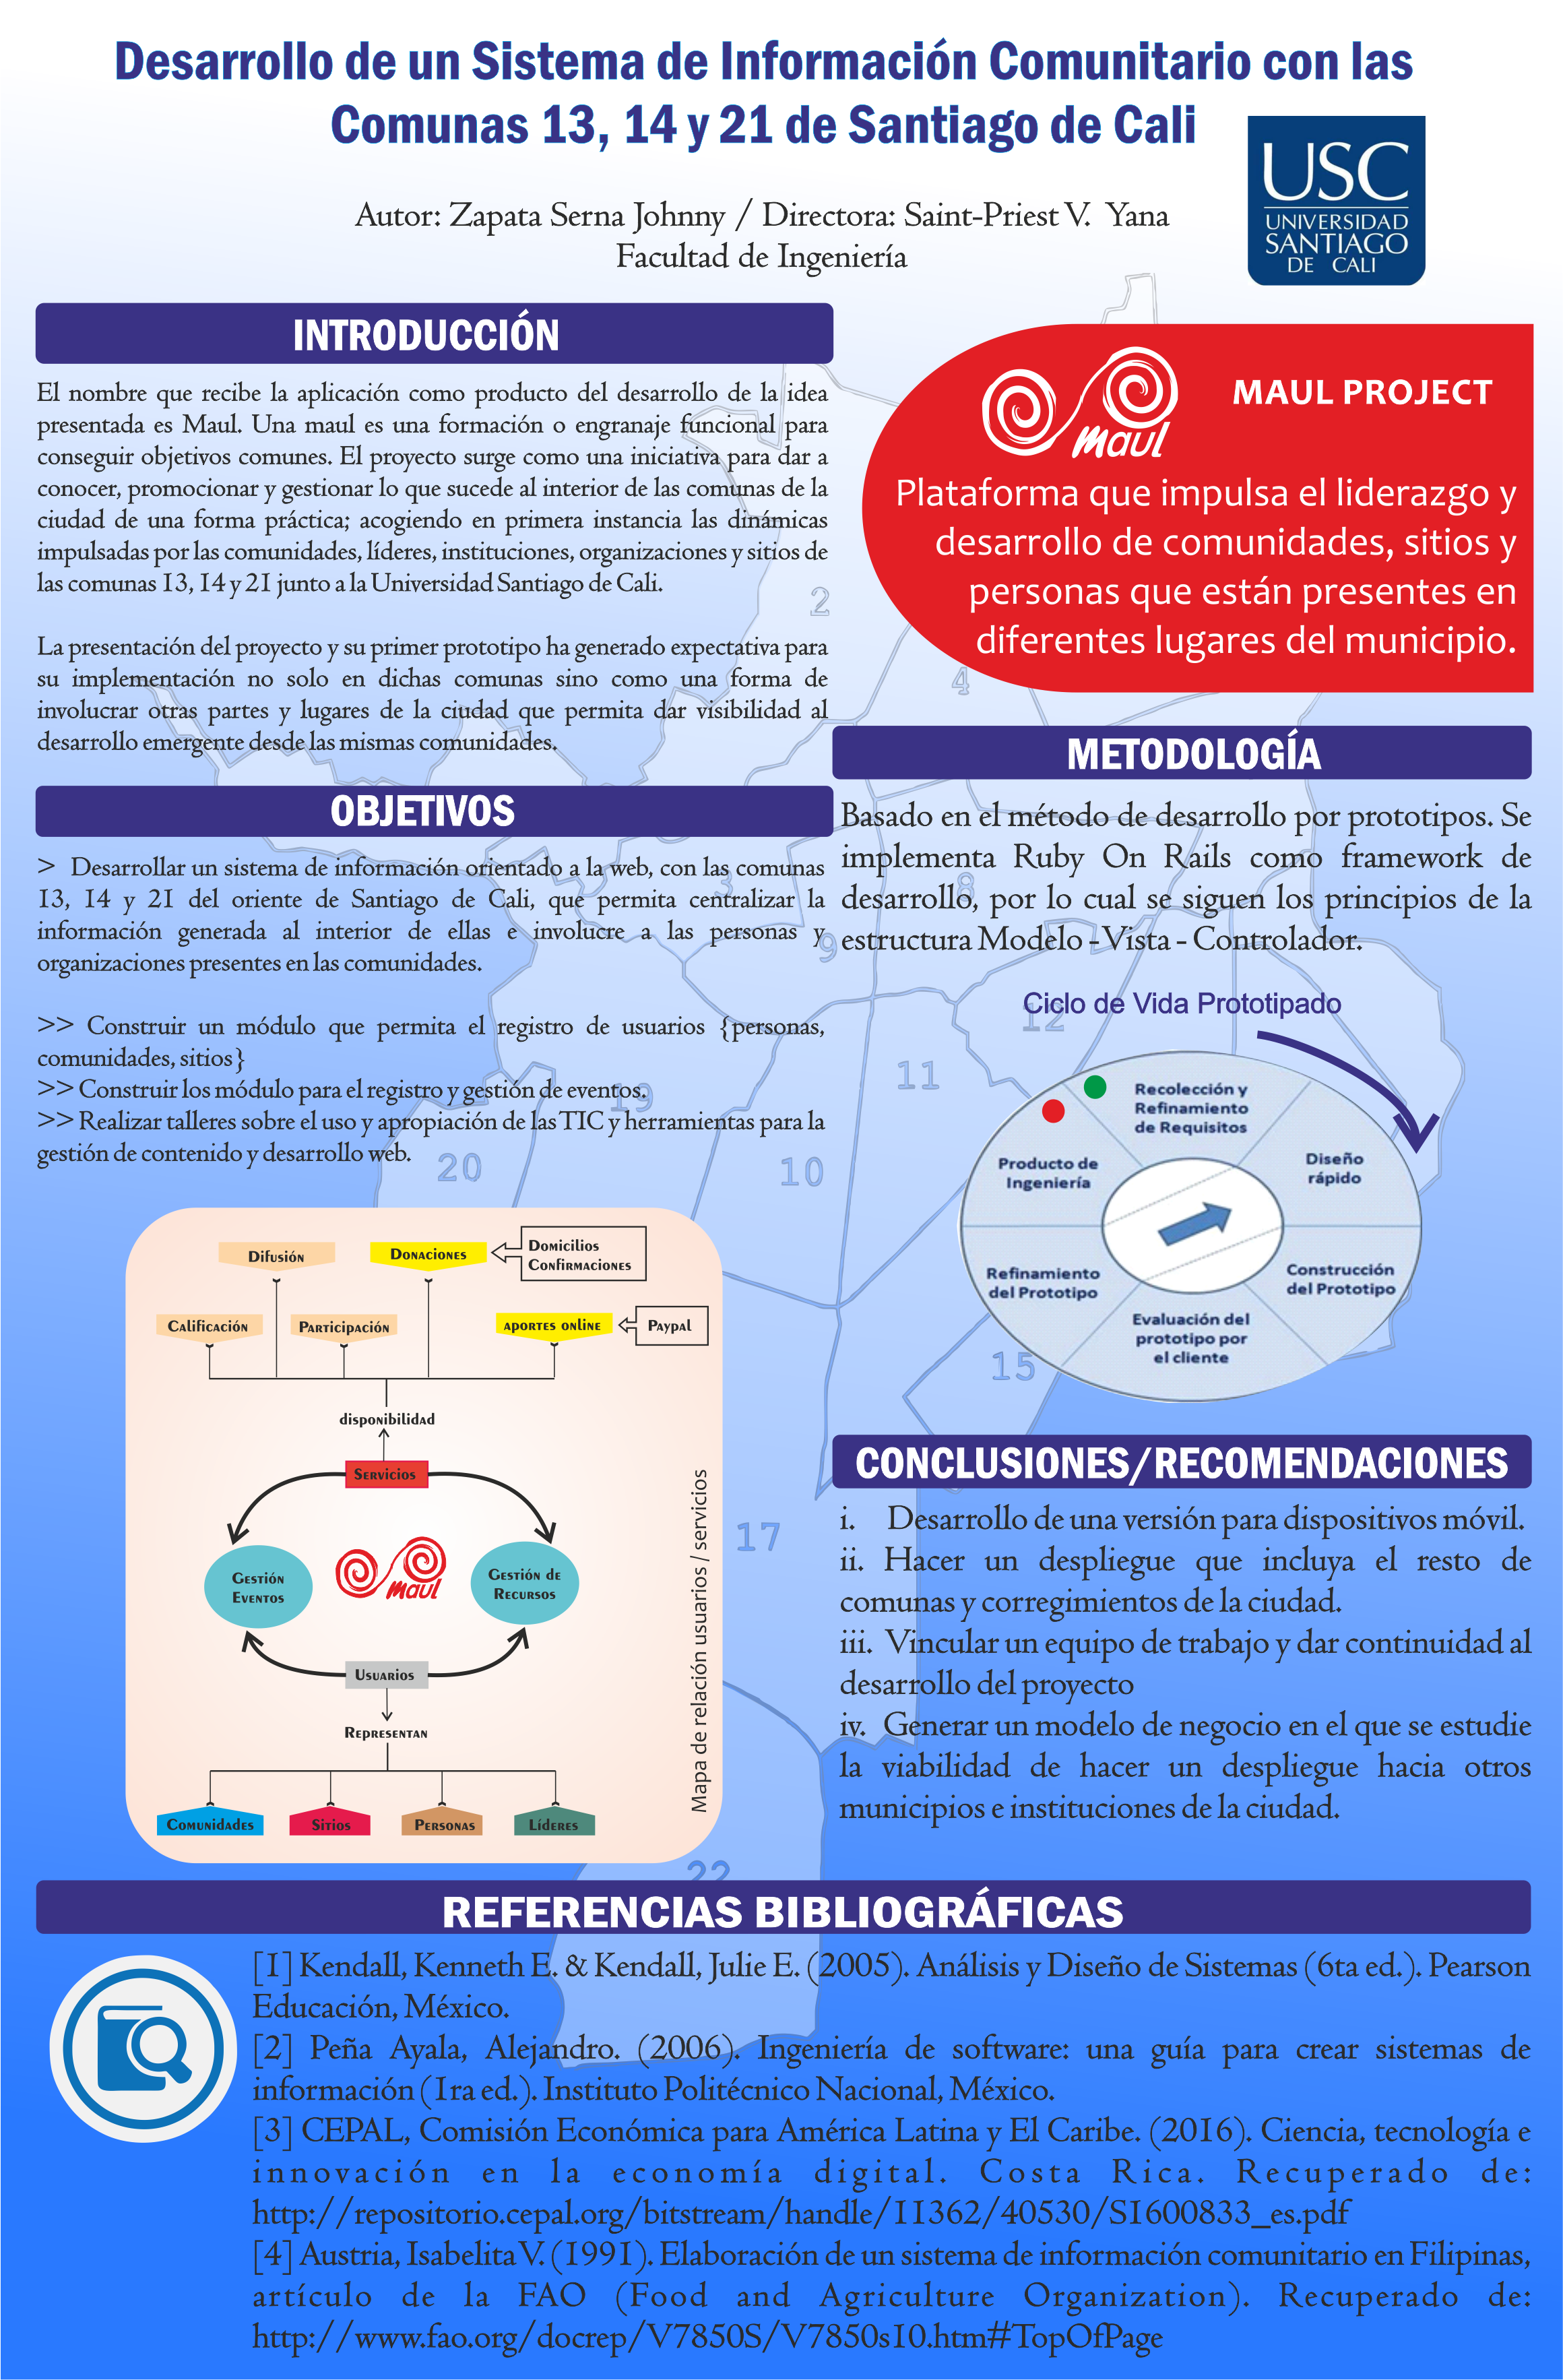 Desarrollo de un Sistema de Información Comunitario con las
Comunas 13, 14 y 21 de Santiago de Cali
USC
UNIVERSIDAD
SANTIAGO
DE CALI
Autor: Zapata Serna Johnny / Directora: Saint-Priest V. Yana
Facultad de Ingeniería
INTRODUCCIÓN
El nombre que recibe la aplicación como producto del desarrollo de la idea
presentada es Maul. Una maul es una formación o engranaje funcional para
conseguir objetivos comunes. El proyecto surge como una iniciativa para dar a
conocer, promocionar y gestionar lo que sucede al interior de las comunas de la
ciudad de una forma práctica; acogiendo en primera instancia las dinámicas
impulsadas por las comunidades, líderes, instituciones, organizaciones y sitios de
las comunas 13, 14 y 21 junto a la Universidad Santiago de Cali.
La presentación del proyecto y su primer prototipo ha generado expectativa para
su implementación no solo en dichas comunas sino como una forma de
involucrar otras partes y lugares de la ciudad que permita dar visibilidad al
desarrollo emergente desde las mismas comunidades.
OBJETIVOS
> Desarrollar un sistema de información orientado a la web, con las comunas
13, 14 y 21 del oriente de Santiago de Cali, que permita centralizar la
información generada al interior de ellas e involucre a las personas y
organizaciones presentes en las comunidades.
>> Construir un módulo que permita el registro de usuarios {personas,
comunidades, sitios}
>> Construir los módulo para el registro y gestión de eventos.
>> Realizar talleres sobre el uso y apropiación de las TIC y herramientas para la
gestión de contenido y desarrollo web.
Difusión
Donaciones
Domicilios
Confirmaciones
Calificación
Participación
aportes online
Paypal
disponibilidad
Servicios
Gestión
Eventos
maul
Gestión de
Recursos
Usuarios
Representan
Comunidades
Sitios
Personas
Líderes
Mapa de relación usuarios / servicios
maul
MAUL PROJECT
Plataforma que impulsa el liderazgo y
desarrollo de comunidades, sitios y
personas que están presentes en
diferentes lugares del municipio.
METODOLOGÍA
Basado en el método de desarrollo por prototipos. Se
implementa Ruby On Rails como framework de
desarrollo, por lo cual se siguen los principios de la
estructura Modelo - Vista - Controlador.
Ciclo de Vida Prototipado
Recolección y
Refinamiento
de Requisitos
Diseño
rápido
Construcción
del Prototipo
Evaluación del
prototipo por
el cliente
Refinamiento
del Prototipo
Producto de
Ingeniería
2
4
3
8
9
12
11
19
20
10
15
17
22
CONCLUSIONES/RECOMENDACIONES
i. Desarrollo de una versión para dispositivos móvil.
ii. Hacer un despliegue que incluya el resto de
comunas y corregimientos de la ciudad.
iii. Vincular un equipo de trabajo y dar continuidad al
desarrollo del proyecto
iv. Generar un modelo de negocio en el que se estudie
la viabilidad de hacer un despliegue hacia otros
municipios e instituciones de la ciudad.
REFERENCIAS BIBLIOGRÁFICAS
[1] Kendall, Kenneth E. & Kendall, Julie E. (2005). Análisis y Diseño de Sistemas (6ta ed.). Pearson
Educación, México.
[2] Peña Ayala, Alejandro. (2006). Ingeniería de software: una guía para crear sistemas de
información (1ra ed.). Instituto Politécnico Nacional, México.
[3] CEPAL, Comisión Económica para América Latina y El Caribe. (2016). Ciencia, tecnología e
innovación en la economía digital. Costa Rica. Recuperado de:
http://repositorio.cepal.org/bitstream/handle/11362/40530/S1600833_es.pdf
[4] Austria, Isabelita V. (1991). Elaboración de un sistema de información comunitario en Filipinas,
artículo de la FAO (Food and Agriculture Organization). Recuperado de:
http://www.fao.org/docrep/V7850S/V7850s10.htm#TopOfPage